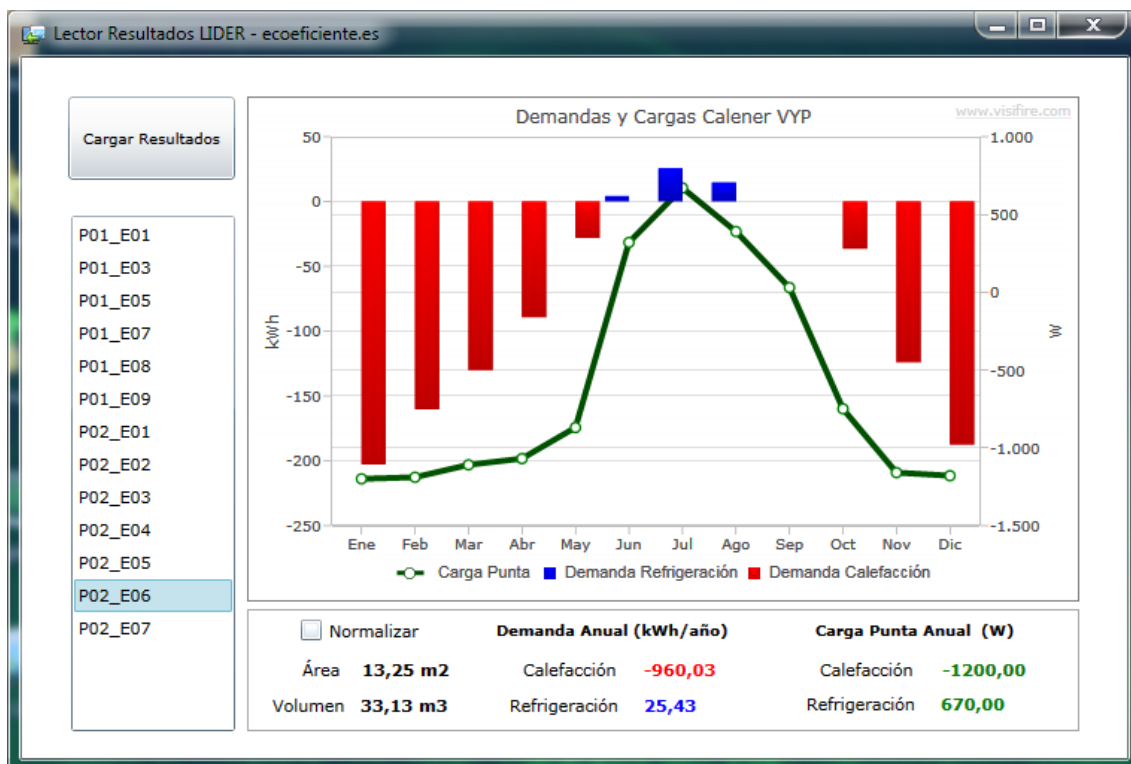 Lector Resultados LIDER - ecoeficiente.es
Cargar Resultados
P01_E01
P01_E03
P01_E05
P01_E07
P01_E08
P01_E09
P02_E01
P02_E02
P02_E03
P02_E04
P02_E05
P02_E06
P02_E07
Demandas y Cargas Calener VYP
www.visifire.com
50
0
-50
-100
-150
-200
-250
kWh
1.000
500
0
-500
-1.000
-1.500
W
Ene Feb Mar Abr May Jun Jul Ago Sep Oct Nov Dic
Carga Punta Demanda Refrigeración Demanda Calefacción
Normalizar Demanda Anual (kWh/año) Carga Punta Anual (W)
Área 13,25 m2 Calefacción -960,03 Calefacción -1200,00
Volumen 33,13 m3 Refrigeración 25,43 Refrigeración 670,00